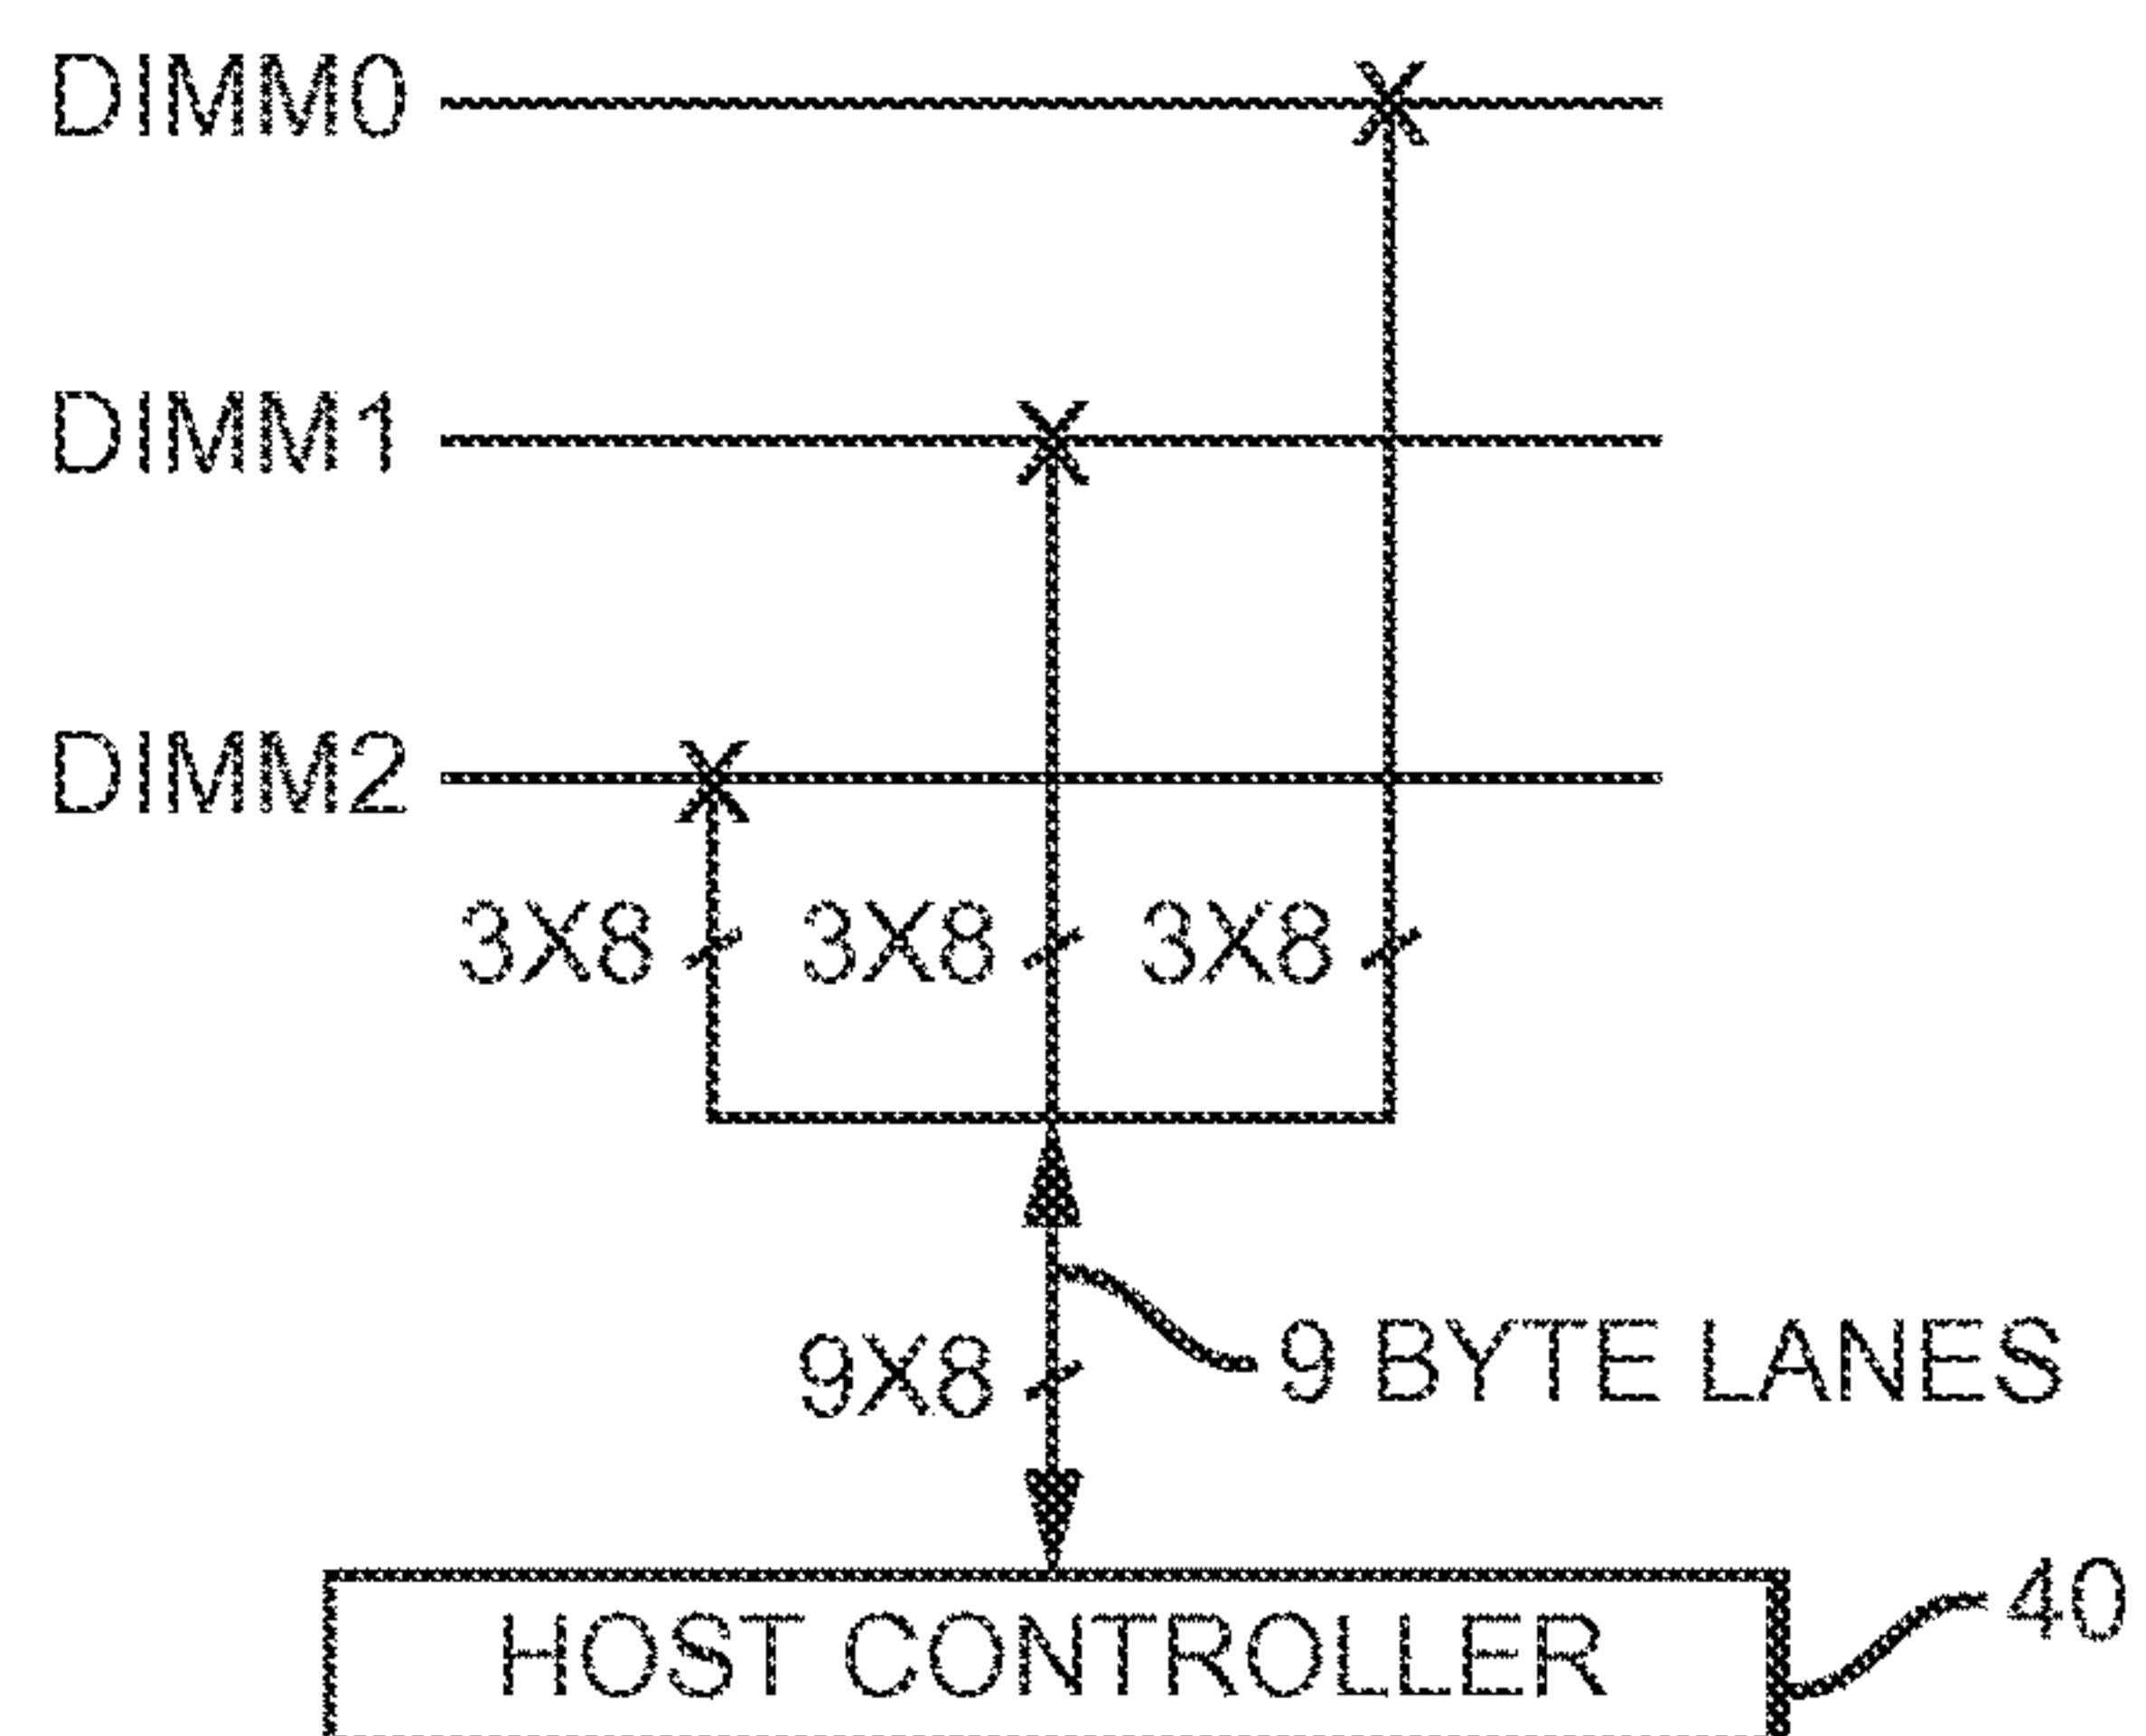 DIMM0
DIMM1
DIMM2
3X8 3X8 3X8
9X8 9 BYTE LANES
HOST CONTROLLER 40